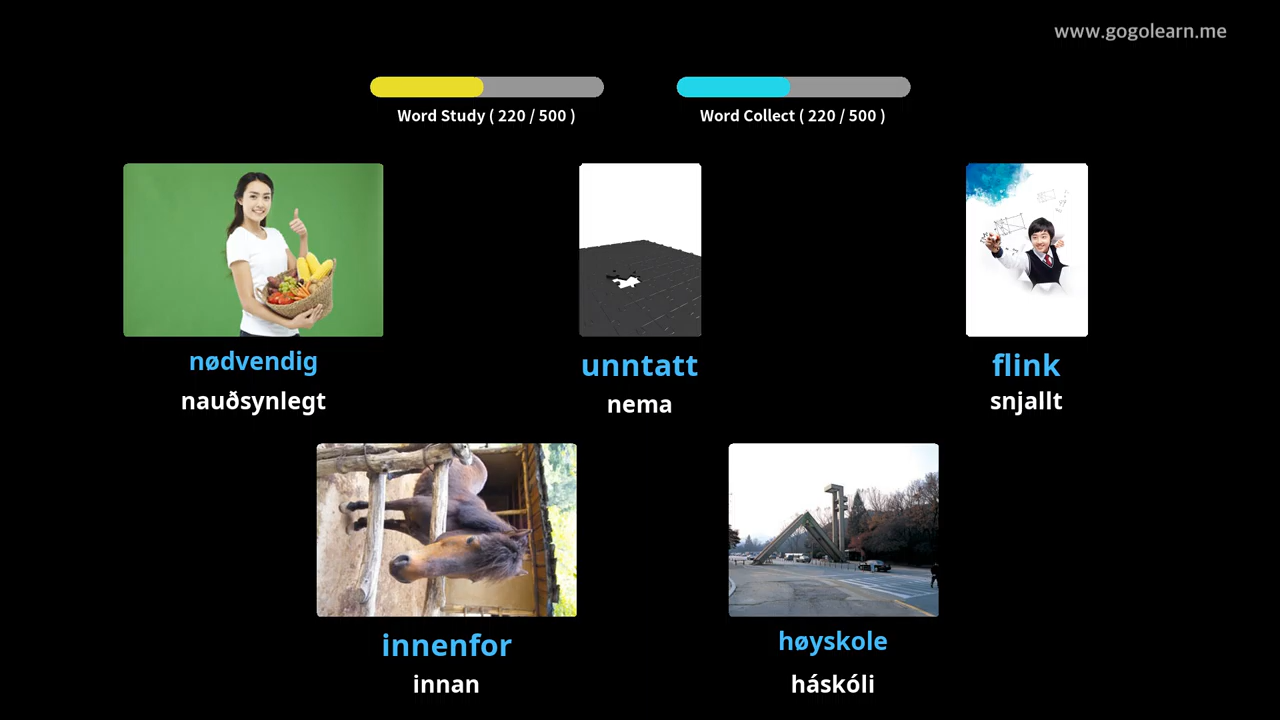 www.gogolearn.me
Word Study ( 220 / 500 )
Word Collect ( 220 / 500 )
nødvendig
nauðsynlegt
unntatt
nema
flink
snjallt
innenfor
innan
høyskole
háskóli